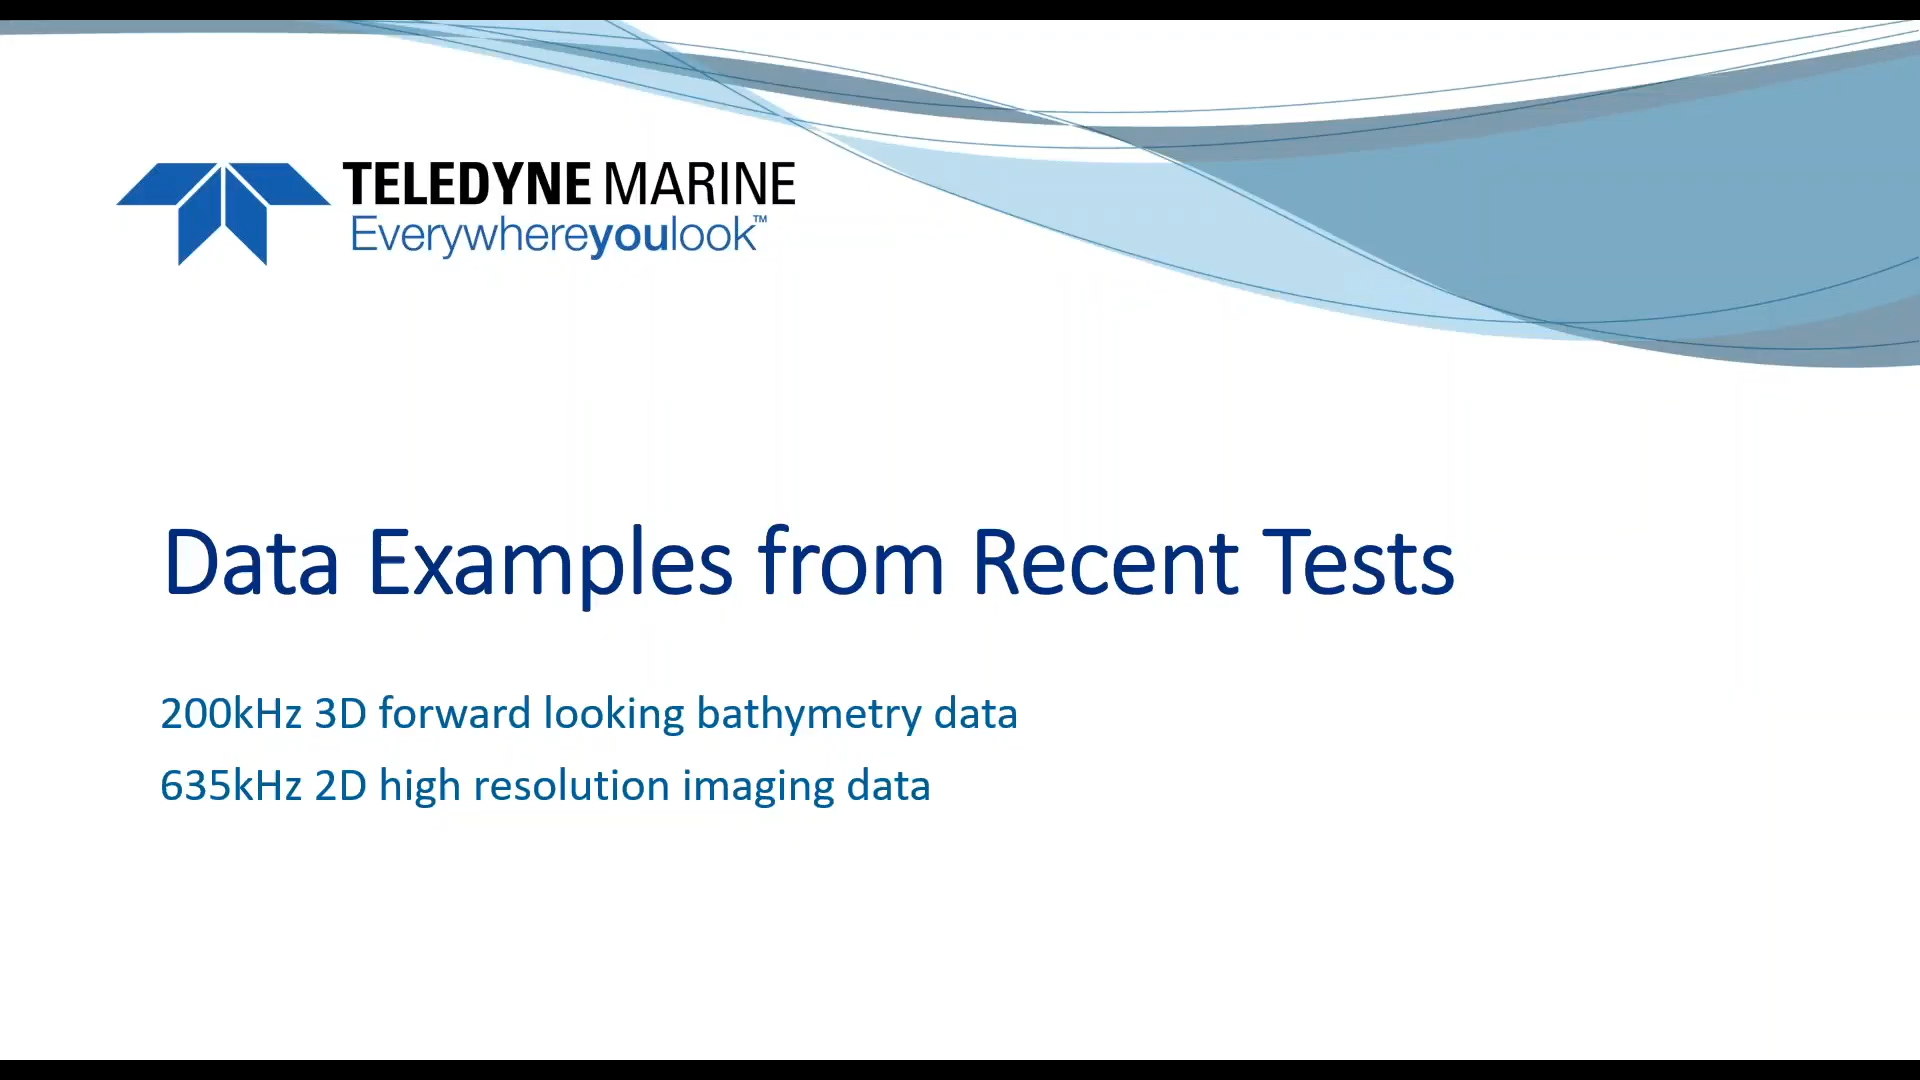 TELEDYNE MARINE
Everywhereyoulook™
Data Examples from Recent Tests
200kHz 3D forward looking bathymetry data
635kHz 2D high resolution imaging data